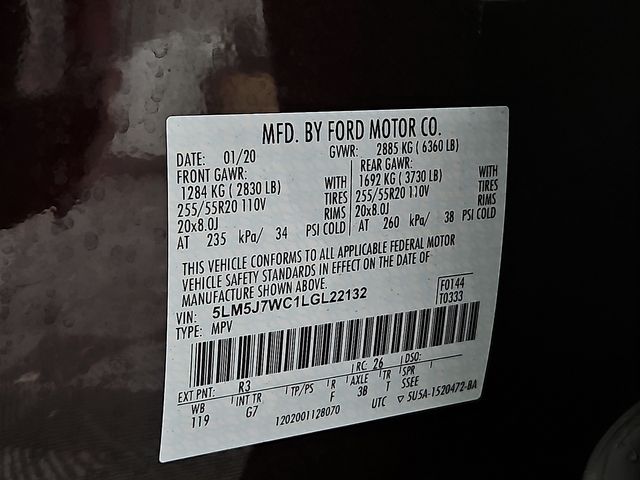 MFD. BY FORD MOTOR CO.
DATE: 01/20 GVWR: 2885 KG ( 6360 LB)
FRONT GAWR: REAR GAWR:
1284 KG ( 2830 LB) WITH 1692 KG ( 3730 LB) WITH
255/55R20 110V TIRES 255/55R20 110V TIRES
20x8.0J RIMS 20x8.0J RIMS
AT 235 kPa/ 34 PSI COLD AT 260 kPa/ 38 PSI COLD
THIS VEHICLE CONFORMS TO ALL APPLICABLE FEDERAL MOTOR
VEHICLE SAFETY STANDARDS IN EFFECT ON THE DATE OF
MANUFACTURE SHOWN ABOVE.
VIN: 5LM5J7WC1LGL22132 F0144
TYPE: MPV T0333
EXT PNT: R3 RC: 26 DSO:
WB INT TR TP/PS R AXLE TR SPR
119 G7 F 3B T SSEE
1202001128070 UTC ▽ 5U5A-1520472-BA